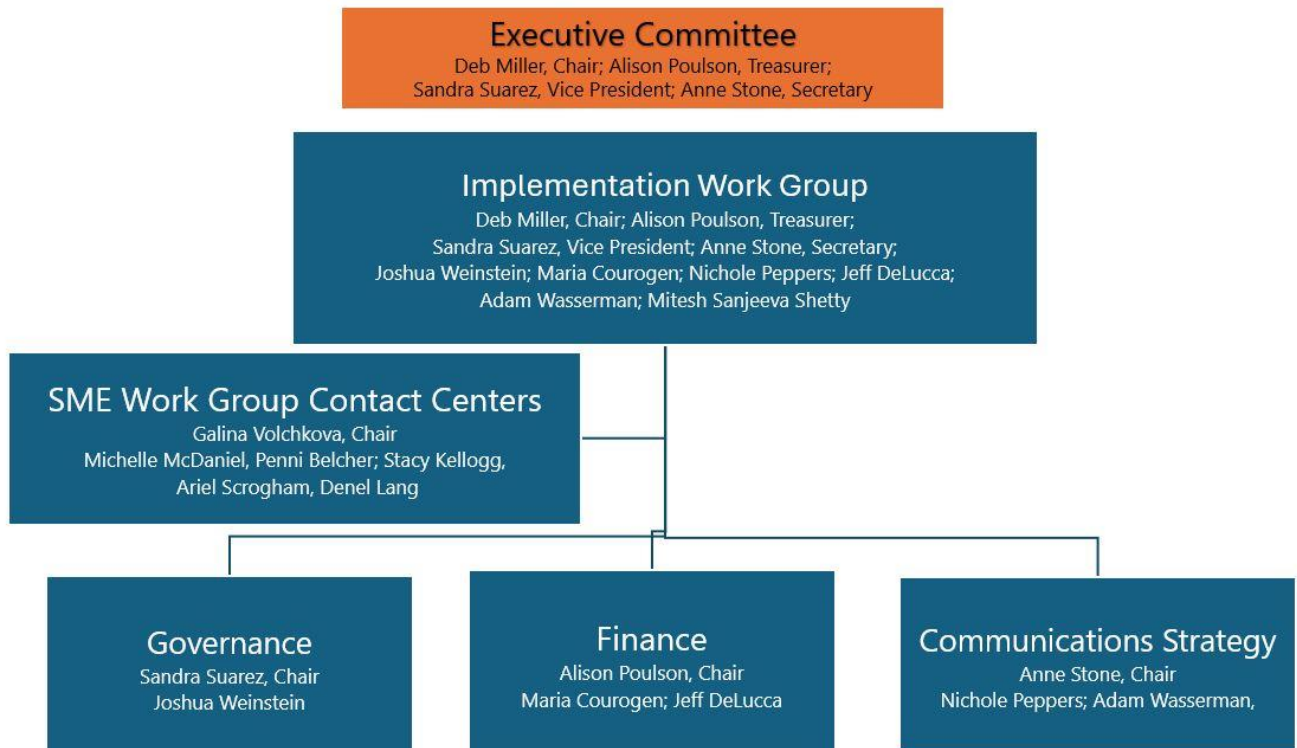 Executive Committee
Deb Miller, Chair; Alison Poulson, Treasurer;
Sandra Suarez, Vice President; Anne Stone, Secretary
Implementation Work Group
Deb Miller, Chair; Alison Poulson, Treasurer;
Sandra Suarez, Vice President; Anne Stone, Secretary;
Joshua Weinstein; Maria Courogen; Nichole Peppers; Jeff DeLucca;
Adam Wasserman; Mitesh Sanjeeva Shetty
SME Work Group Contact Centers
Galina Volchkova, Chair
Michelle McDaniel, Penni Belcher; Stacy Kellogg,
Ariel Scrogham, Denel Lang
Governance
Sandra Suarez, Chair
Joshua Weinstein
Finance
Alison Poulson, Chair
Maria Courogen; Jeff DeLucca
Communications Strategy
Anne Stone, Chair
Nichole Peppers; Adam Wasserman,